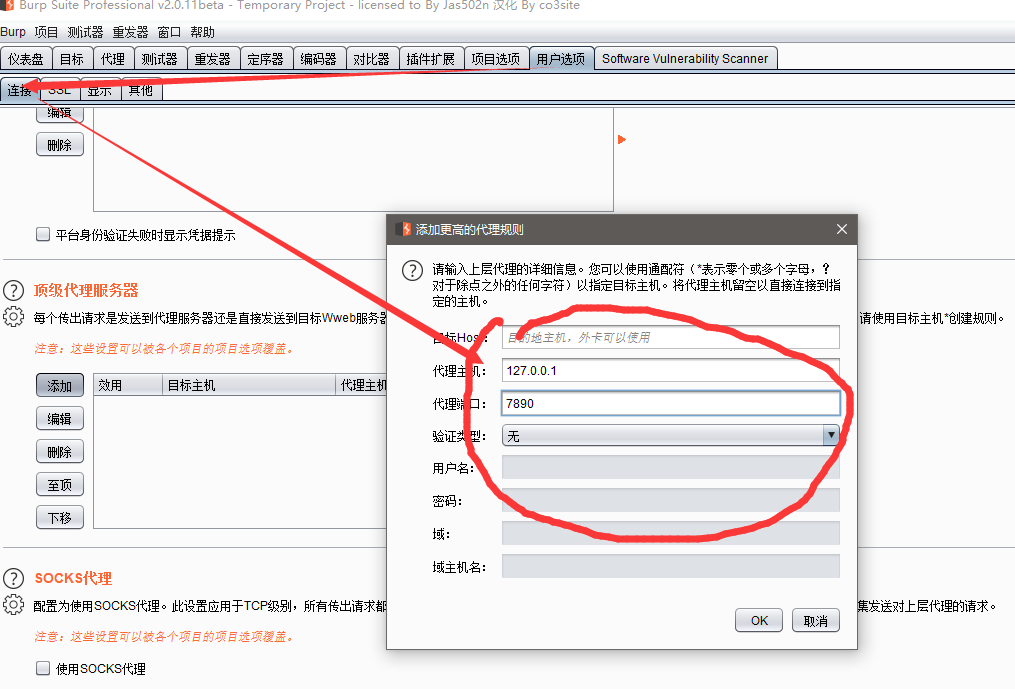 Burp Suite Professional v2.0.11beta - Temporary Project - licensed to By Jas502n 汉化 By co3site
Burp 项目 测试器 重发器 窗口 帮助
仪表盘 目标 代理 测试器 重发器 定序器 编码器 对比器 插件扩展 项目选项 用户选项 Software Vulnerability Scanner
连接 SSL 显示 其他
编辑
删除
平台身份验证失败时显示凭据提示
顶级代理服务器
每个传出请求是发送到代理服务器还是直接发送到目标Wweb服务器
请使用目标主机*创建规则。
注意：这些设置可以被各个项目的项目选项覆盖。
添加 效用 目标主机 代理主机
编辑
删除
至顶
下移
SOCKS代理
配置为使用SOCKS代理。此设置应用于TCP级别，所有传出请求都
集发送对上层代理的请求。
注意：这些设置可以被各个项目的项目选项覆盖。
使用SOCKS代理
添加更高的代理规则
请输入上层代理的详细信息。您可以使用通配符（*表示零个或多个字母，?
对于除点之外的任何字符）以指定目标主机。将代理主机留空以直接连接到指
定的主机。
目标Host： 目的地主机，外卡可以使用
代理主机： 127.0.0.1
代理端口： 7890
验证类型： 无
用户名：
密码：
域：
域主机名：
OK 取消